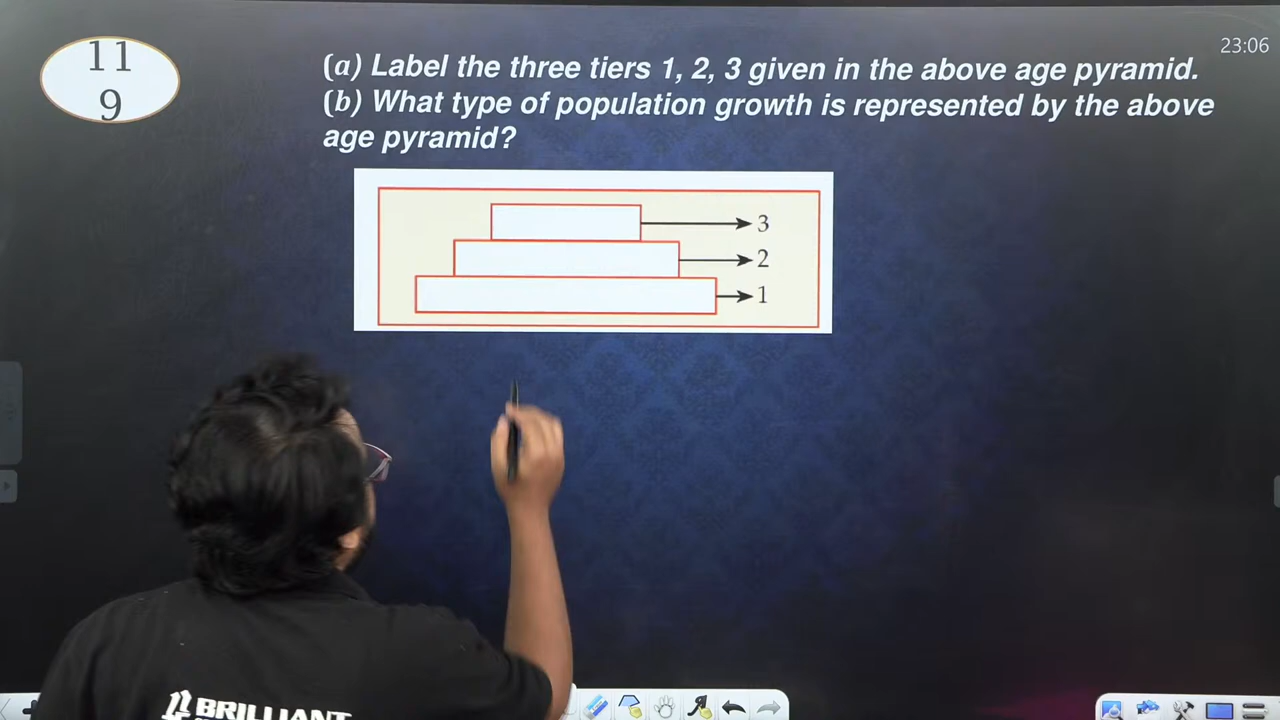 11
9
23:06
(a) Label the three tiers 1, 2, 3 given in the above age pyramid.
(b) What type of population growth is represented by the above
age pyramid?
3
2
1
BRILLIANT